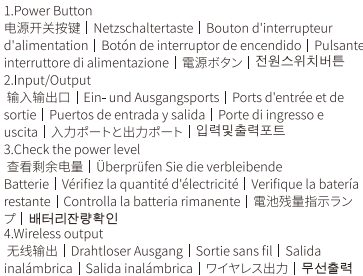 1.Power Button
电源开关按键 | Netzschaltertaste | Bouton d'interrupteur
d'alimentation | Botón de interruptor de encendido | Pulsante
interruttore di alimentazione | 電源ボタン | 전원스위치버튼
2.Input/Output
输入输出口 | Ein- und Ausgangsports | Ports d'entrée et de
sortie | Puertos de entrada y salida | Porte di ingresso e
uscita | 入力ポートと出力ポート | 입력및출력포트
3.Check the power level
查看剩余电量 | Überprüfen Sie die verbleibende
Batterie | Vérifiez la quantité d'électricité | Verifique la batería
restante | Controlla la batteria rimanente | 電池残量指示ラン
プ | 배터리잔량확인
4.Wireless output
无线输出 | Drahtloser Ausgang | Sortie sans fil | Salida
inalámbrica | Salida inalámbrica | ワイヤレス出力 | 무선출력